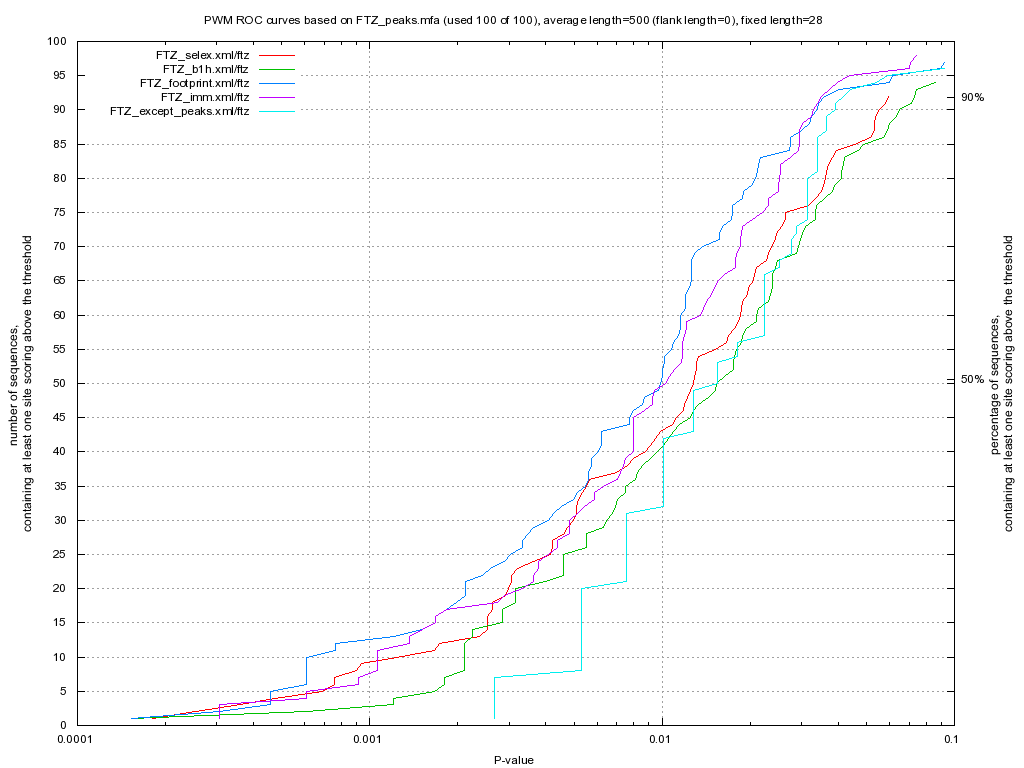 PWM ROC curves based on FTZ_peaks.mfa (used 100 of 100), average length=500 (flank length=0), fixed length=28
FTZ_selex.xml/ftz
FTZ_b1h.xml/ftz
FTZ_footprint.xml/ftz
FTZ_imm.xml/ftz
FTZ_except_peaks.xml/ftz
100
95
90
85
80
75
70
65
60
55
50
45
40
35
30
25
20
15
10
5
0
90%
50%
0.0001
0.001
0.01
0.1
P-value
number of sequences,
containing at least one site scoring above the threshold
percentage of sequences,
containing at least one site scoring above the threshold